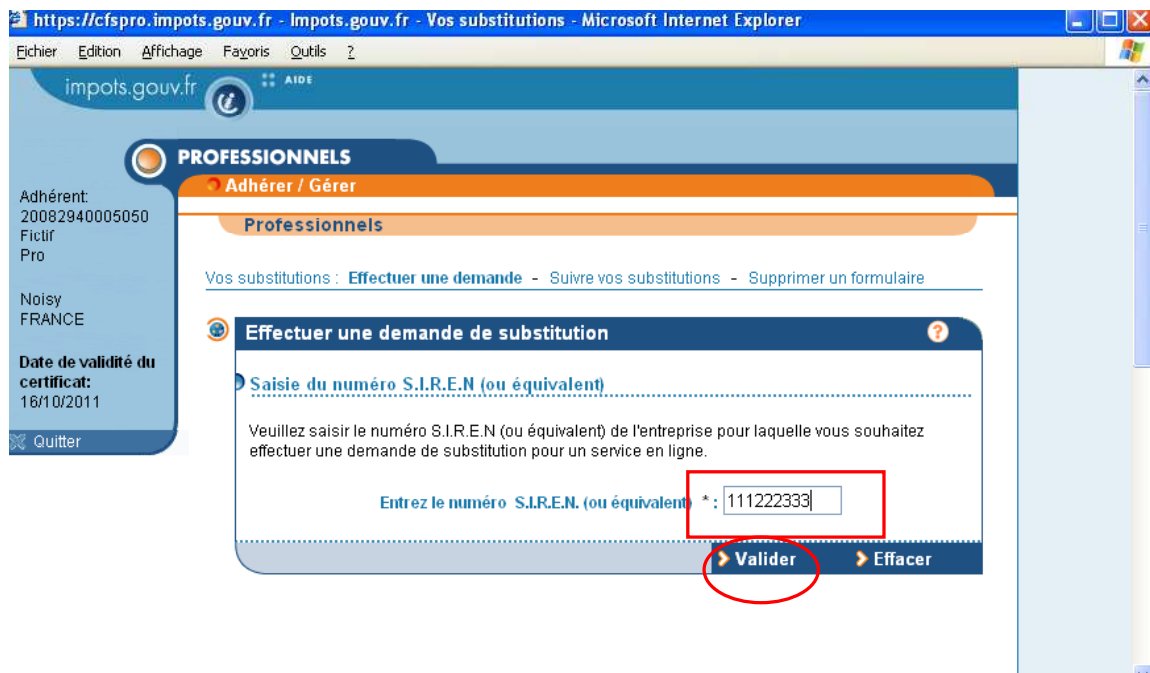 https://cfspro.impots.gouv.fr - Impots.gouv.fr - Vos substitutions - Microsoft Internet Explorer
Fichier Edition Affichage Favoris Outils ?
impots.gouv.fr
AIDE
PROFESSIONNELS
Adhérer / Gérer
Professionnels
Adhérent:
20082940005050
Fictif
Pro
Noisy
FRANCE
Date de validité du
certificat:
16/10/2011
Quitter
Vos substitutions : Effectuer une demande - Suivre vos substitutions - Supprimer un formulaire
Effectuer une demande de substitution ?
Saisie du numéro S.I.R.E.N (ou équivalent)
Veuillez saisir le numéro S.I.R.E.N (ou équivalent) de l'entreprise pour laquelle vous souhaitez
effectuer une demande de substitution pour un service en ligne.
Entrez le numéro S.I.R.E.N. (ou équivalent) * : 111222333
Valider Effacer